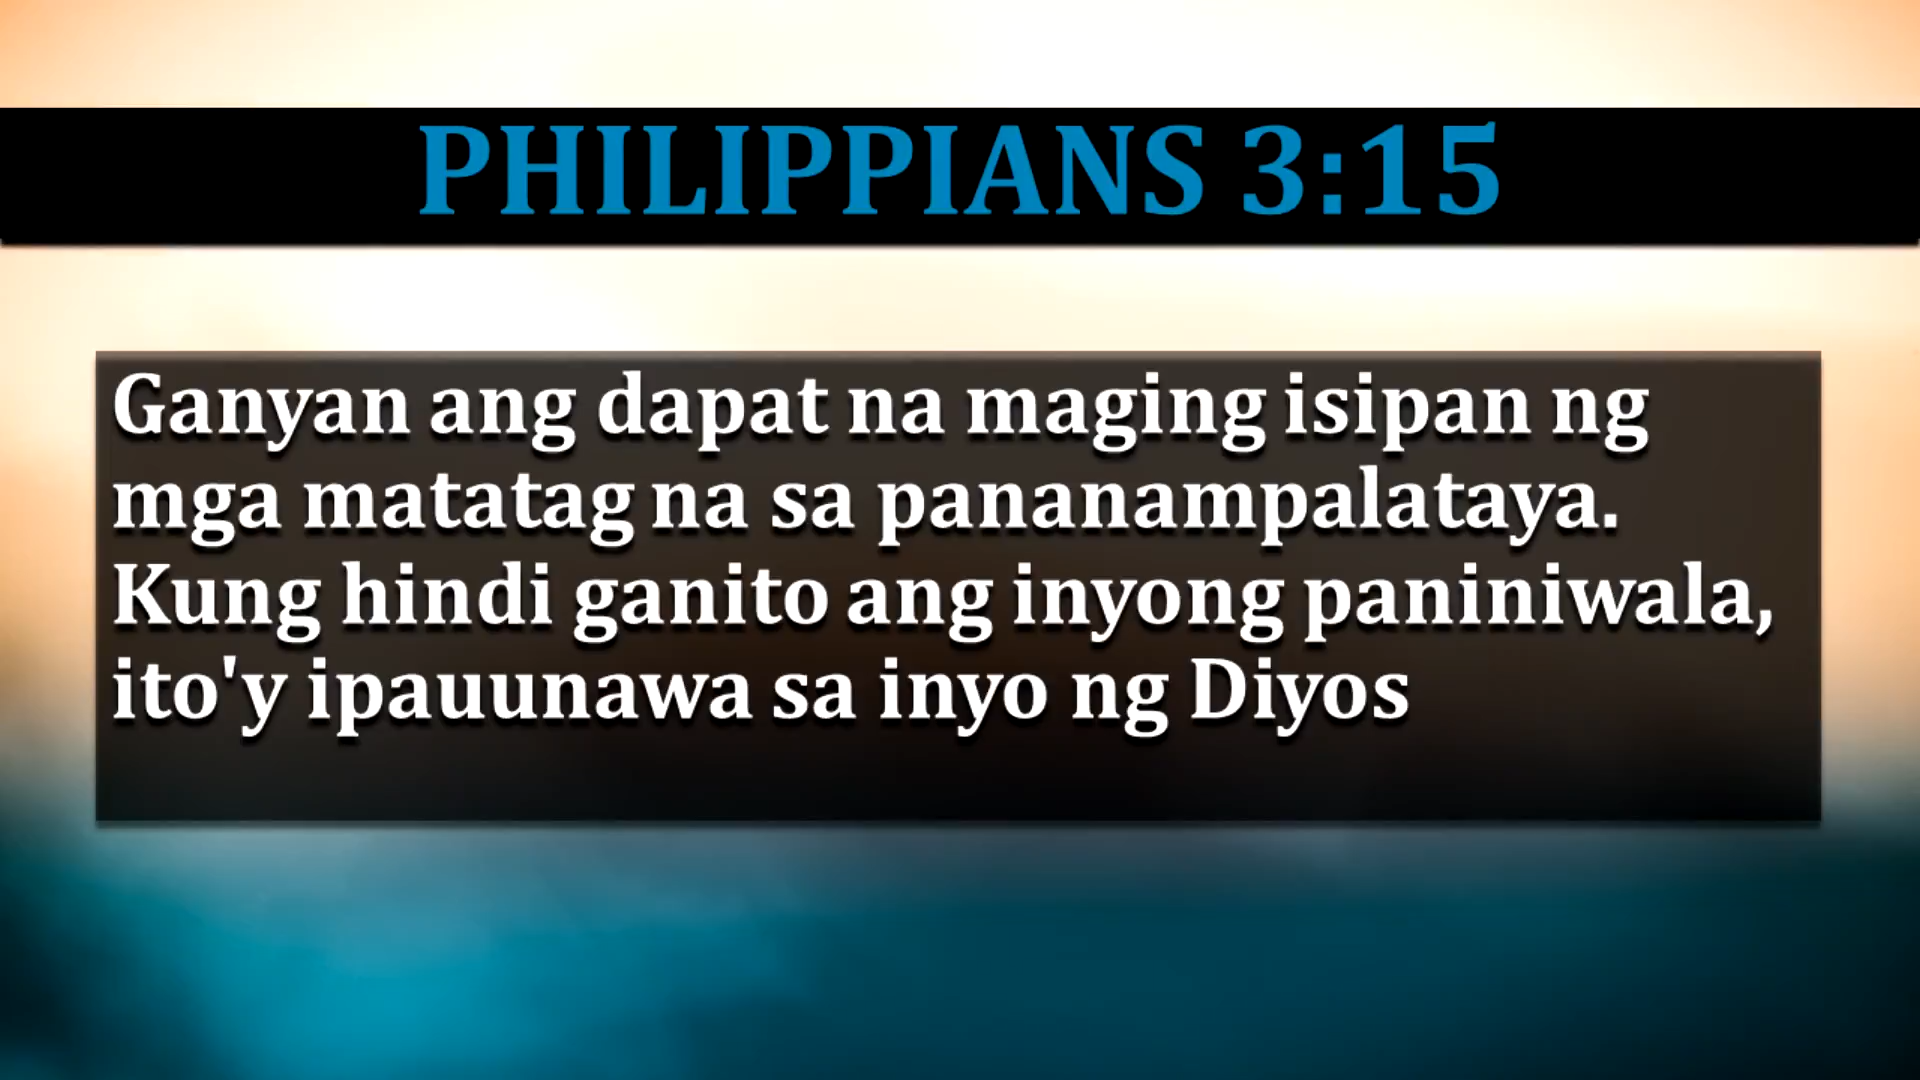 PHILIPPIANS 3:15
Ganyan ang dapat na maging isipan ng
mga matatag na sa pananampalataya.
Kung hindi ganito ang inyong paniniwala,
ito'y ipauunawa sa inyo ng Diyos